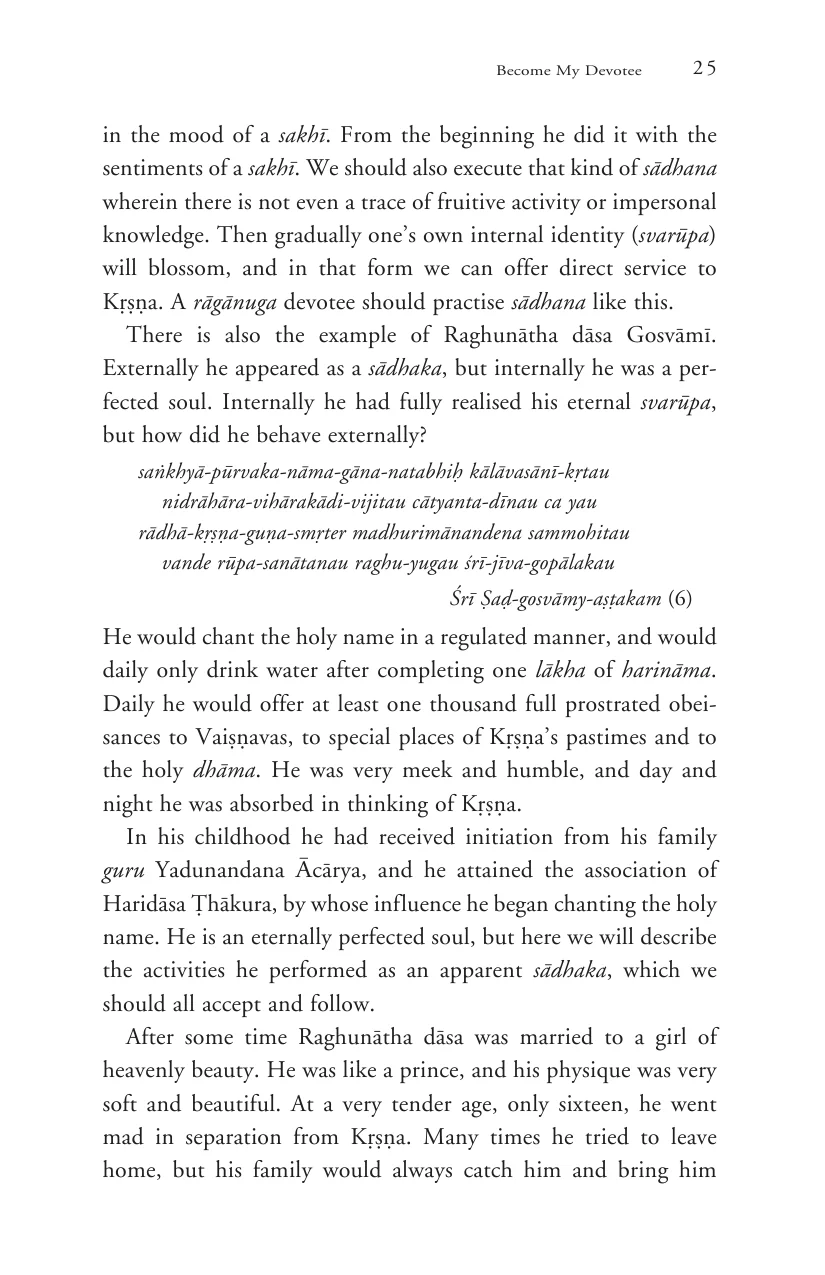 Become My Devotee 25
in the mood of a sakhī. From the beginning he did it with the
sentiments of a sakhī. We should also execute that kind of sādhana
wherein there is not even a trace of fruitive activity or impersonal
knowledge. Then gradually one’s own internal identity (svarūpa)
will blossom, and in that form we can offer direct service to
Kṛṣṇa. A rāgānuga devotee should practise sādhana like this.
There is also the example of Raghunātha dāsa Gosvāmī.
Externally he appeared as a sādhaka, but internally he was a per-
fected soul. Internally he had fully realised his eternal svarūpa,
but how did he behave externally?
saṅkhyā-pūrvaka-nāma-gāna-natabhiḥ kālāvasānī-kṛtau
nidrāhāra-vihārakādi-vijitau cātyanta-dīnau ca yau
rādhā-kṛṣṇa-guṇa-smṛter madhurimānandena sammohitau
vande rūpa-sanātanau raghu-yugau śrī-jīva-gopālakau
Śrī Ṣaḍ-gosvāmy-aṣṭakam (6)
He would chant the holy name in a regulated manner, and would
daily only drink water after completing one lākha of harināma.
Daily he would offer at least one thousand full prostrated obei-
sances to Vaiṣṇavas, to special places of Kṛṣṇa’s pastimes and to
the holy dhāma. He was very meek and humble, and day and
night he was absorbed in thinking of Kṛṣṇa.
In his childhood he had received initiation from his family
guru Yadunandana Ācārya, and he attained the association of
Haridāsa Ṭhākura, by whose influence he began chanting the holy
name. He is an eternally perfected soul, but here we will describe
the activities he performed as an apparent sādhaka, which we
should all accept and follow.
After some time Raghunātha dāsa was married to a girl of
heavenly beauty. He was like a prince, and his physique was very
soft and beautiful. At a very tender age, only sixteen, he went
mad in separation from Kṛṣṇa. Many times he tried to leave
home, but his family would always catch him and bring him